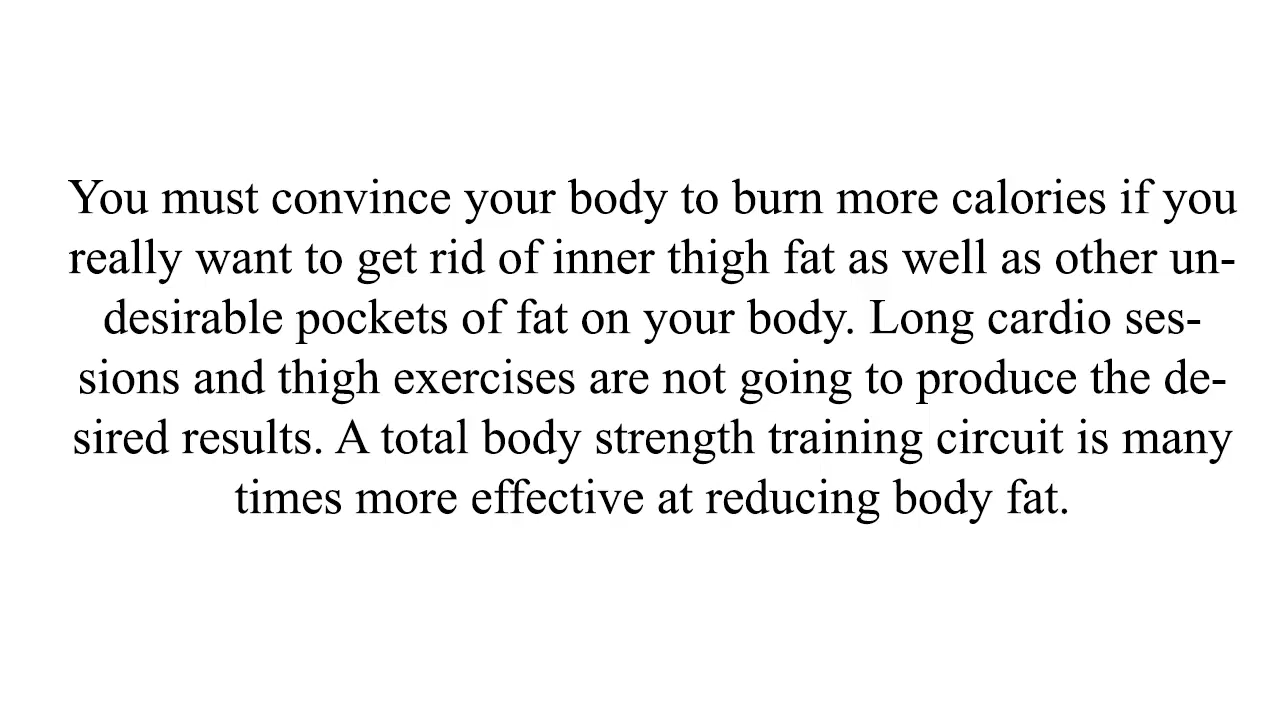 You must convince your body to burn more calories if you
really want to get rid of inner thigh fat as well as other un-
desirable pockets of fat on your body. Long cardio ses-
sions and thigh exercises are not going to produce the de-
sired results. A total body strength training circuit is many
times more effective at reducing body fat.